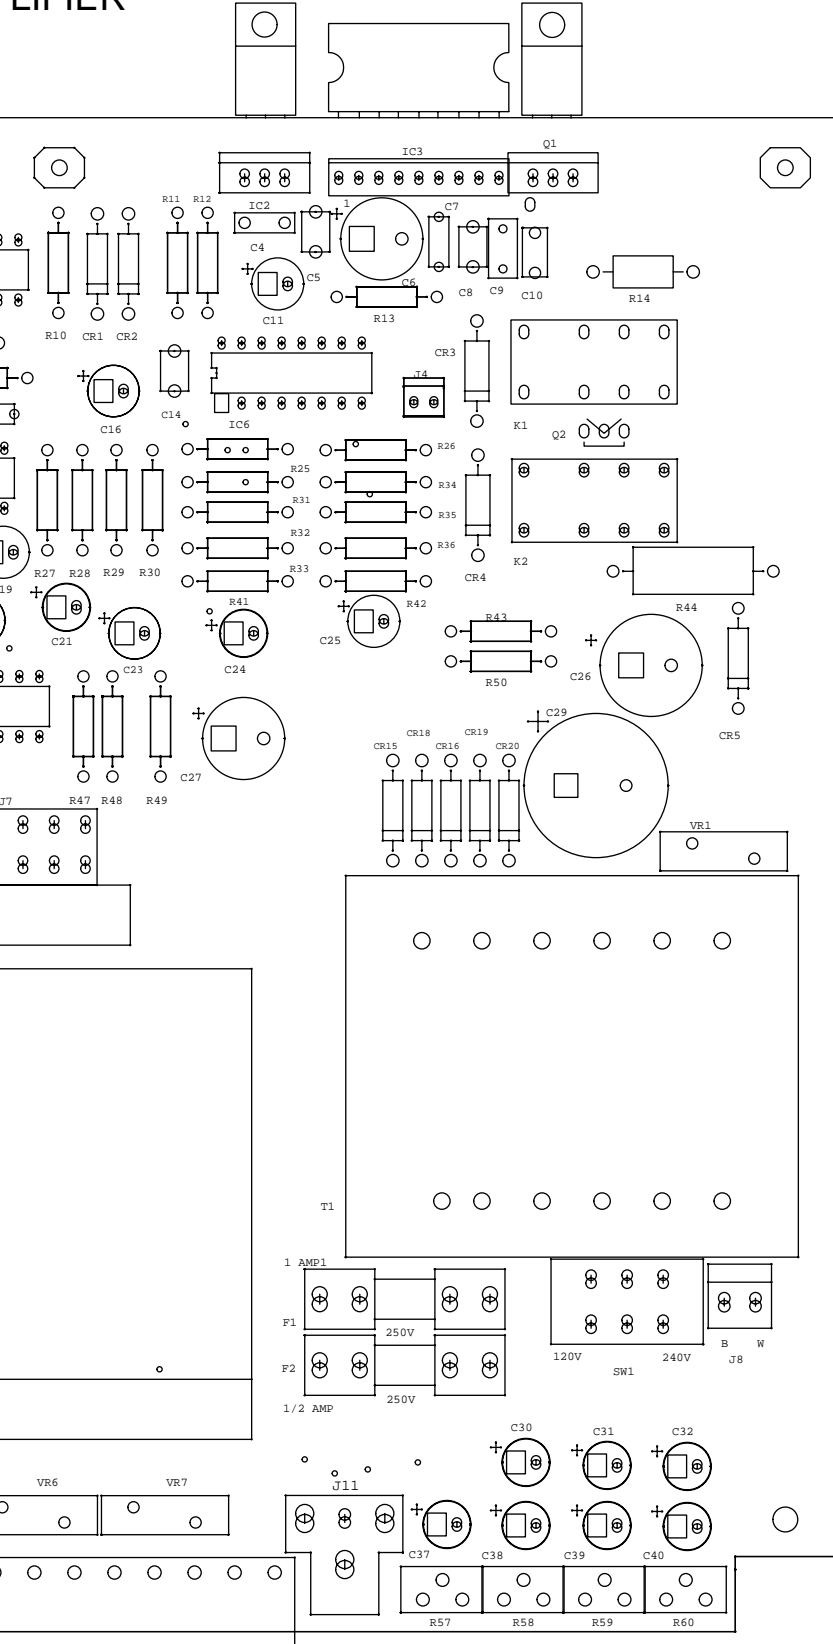 LIFIER
Q1
IC3
R11 R12
IC2
1
C7
C4
C5
C6
C8
C9
C10
R14
C11
R13
R10
CR1
CR2
CR3
J4
C14
C16
IC6
K1
Q2
R26
R25
R34
R31
R35
R32
R36
R33
K2
R27 R28 R29 R30
CR4
19
R41
R42
R44
R43
C21
C23
C24
C25
C26
R50
C29
CR5
CR18
CR19
CR15
CR16
CR20
C27
J7
R47 R48
R49
VR1
T1
1 AMP1
F1
250V
B
W
120V
240V
J8
F2
SW1
250V
1/2 AMP
C30
C31
C32
VR6
VR7
J11
C37
C38
C39
C40
R57
R58
R59
R60